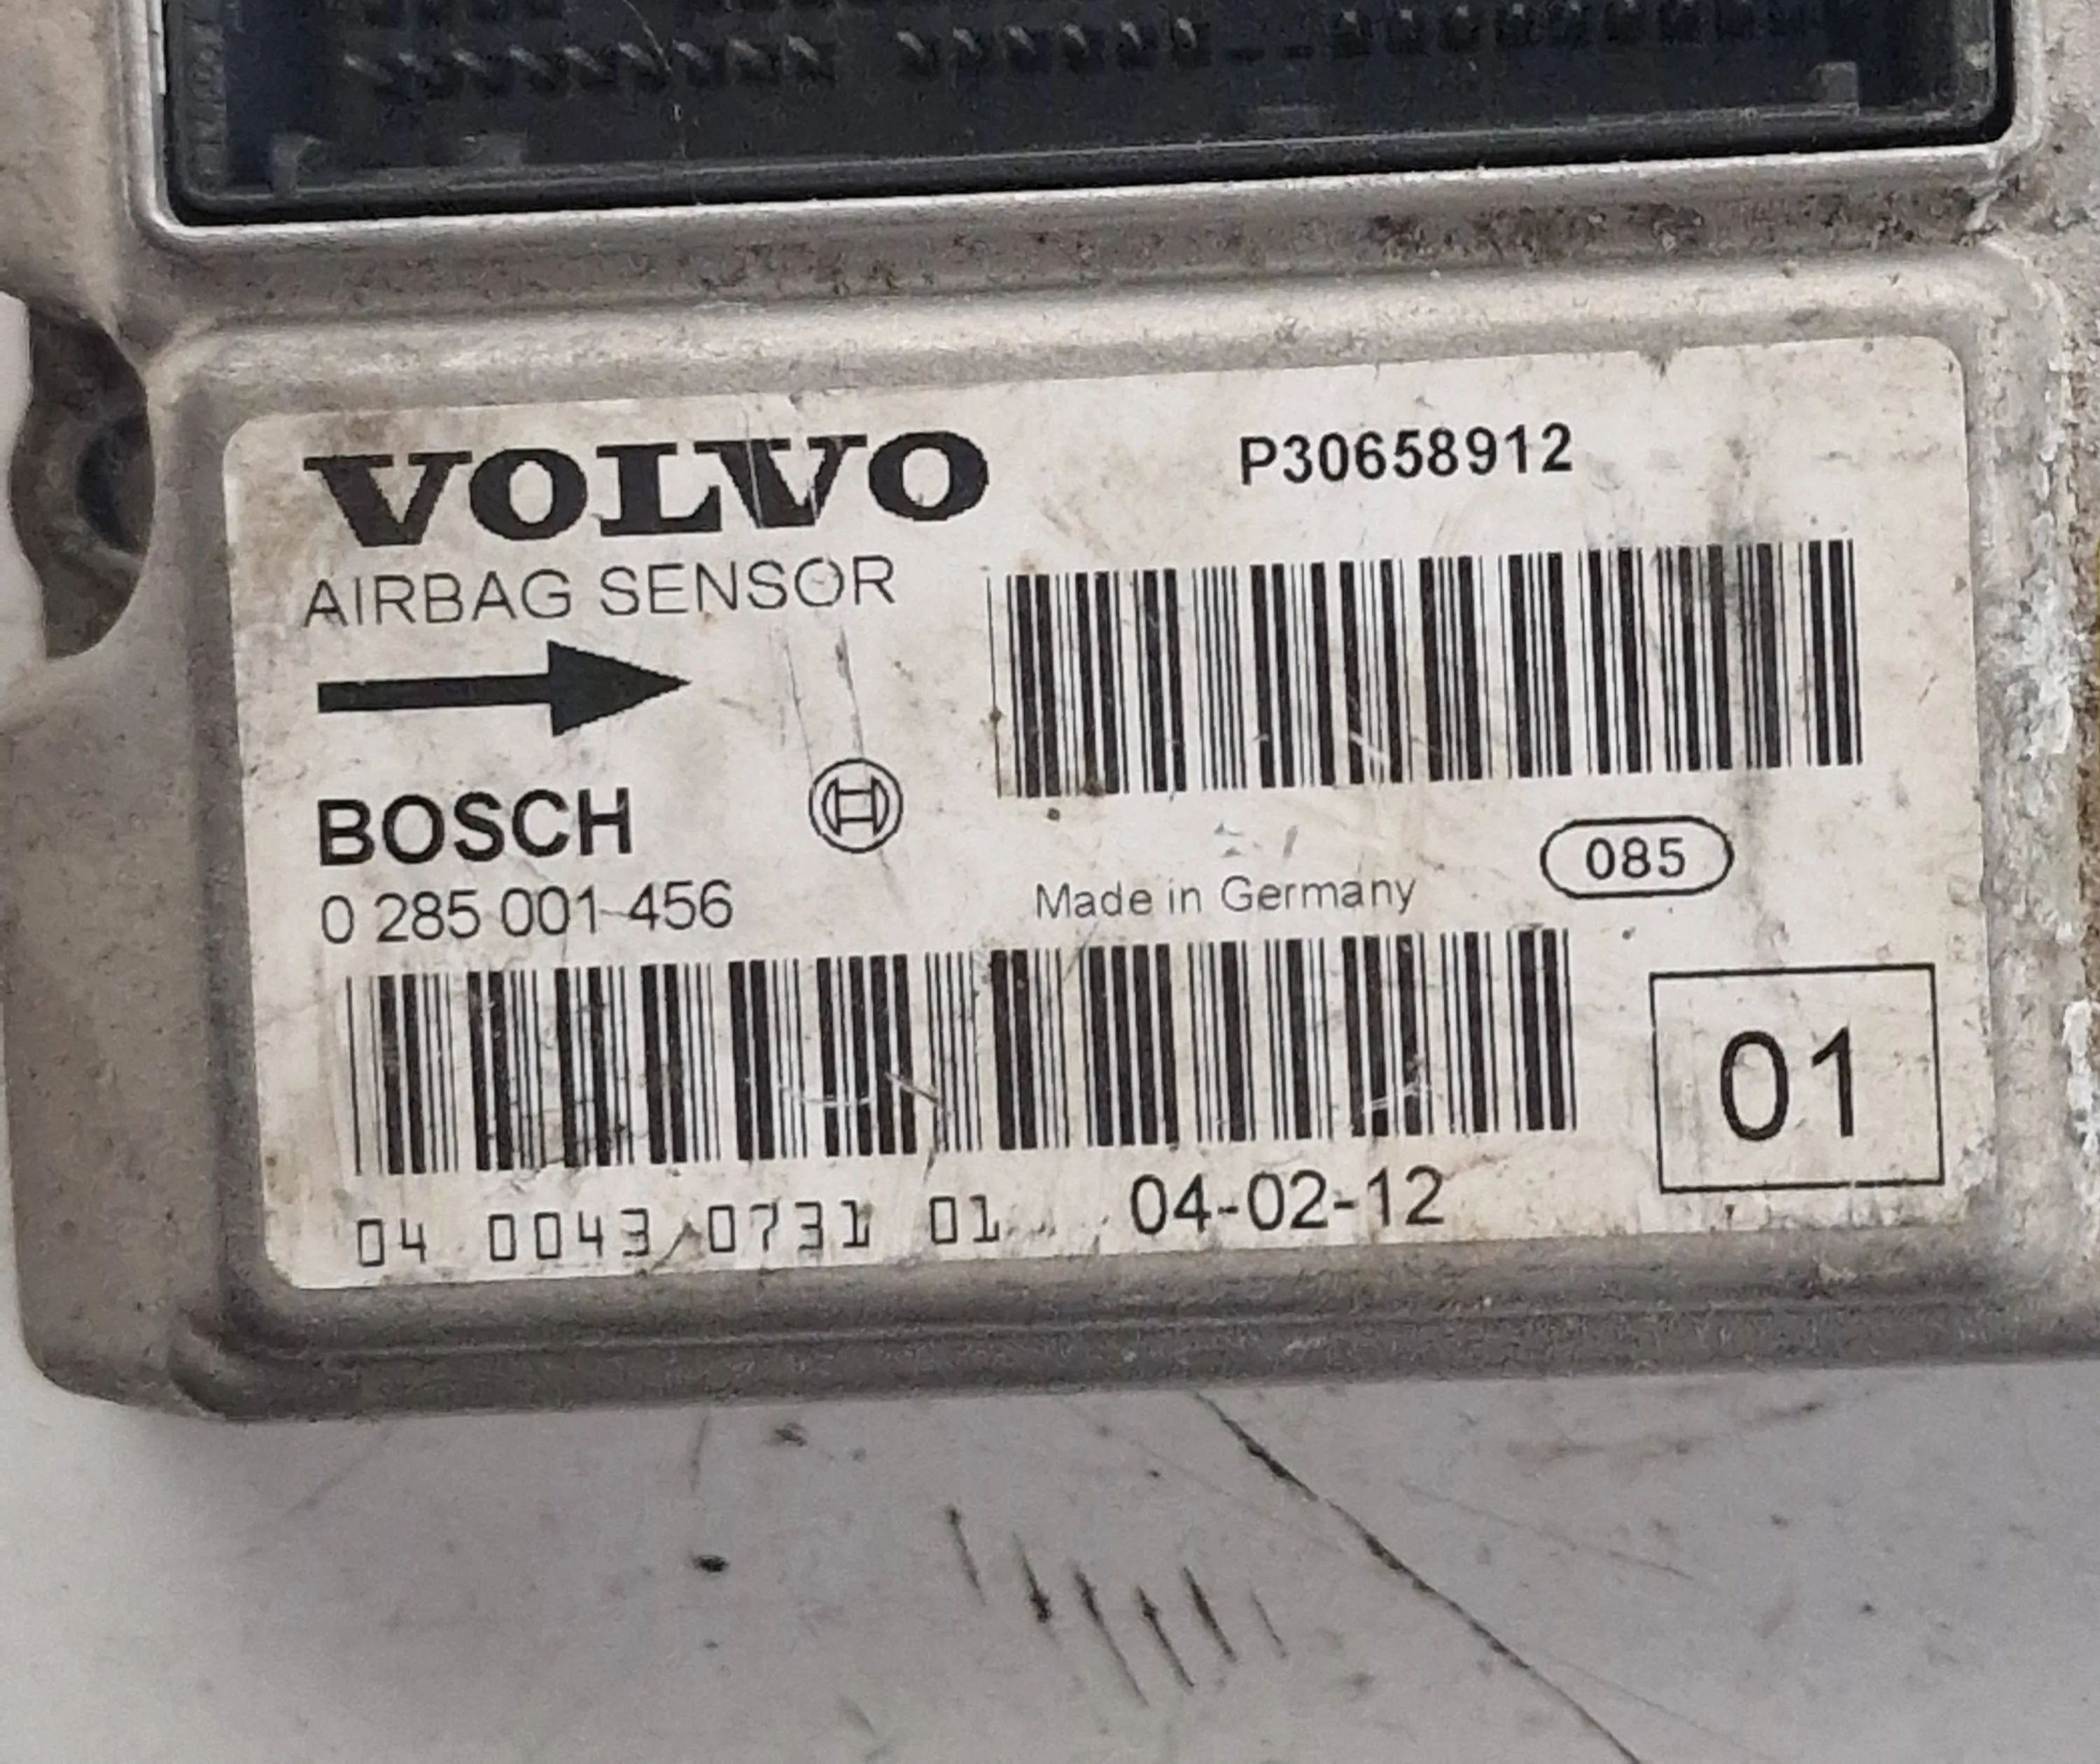 VOLVO
P30658912
AIRBAG SENSOR
BOSCH
085
0 285 001 456
Made in Germany
01
04 0043 0731 01
04-02-12